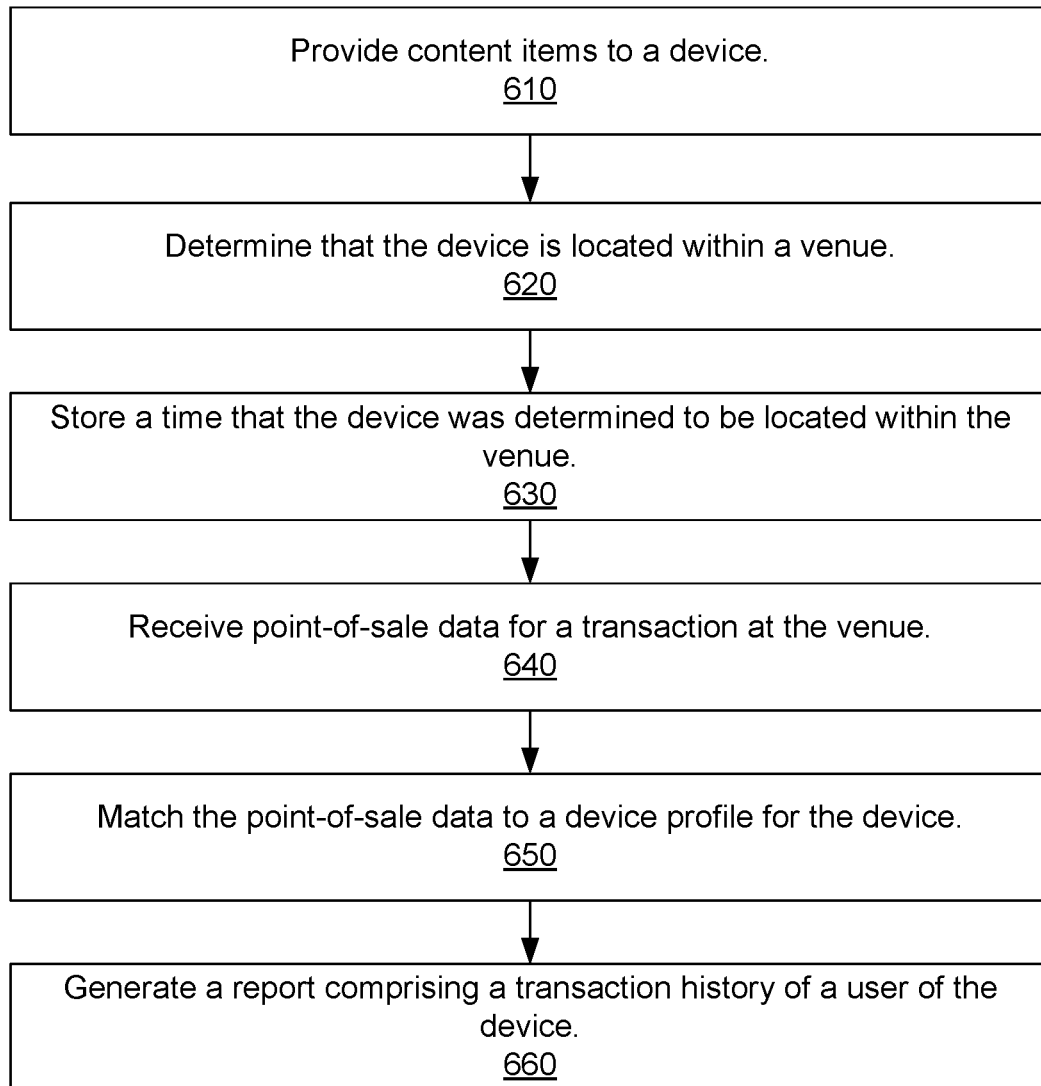 Provide content items to a device.
610
Determine that the device is located within a venue.
620
Store a time that the device was determined to be located within the
venue.
630
Receive point-of-sale data for a transaction at the venue.
640
Match the point-of-sale data to a device profile for the device.
650
Generate a report comprising a transaction history of a user of the
device.
660